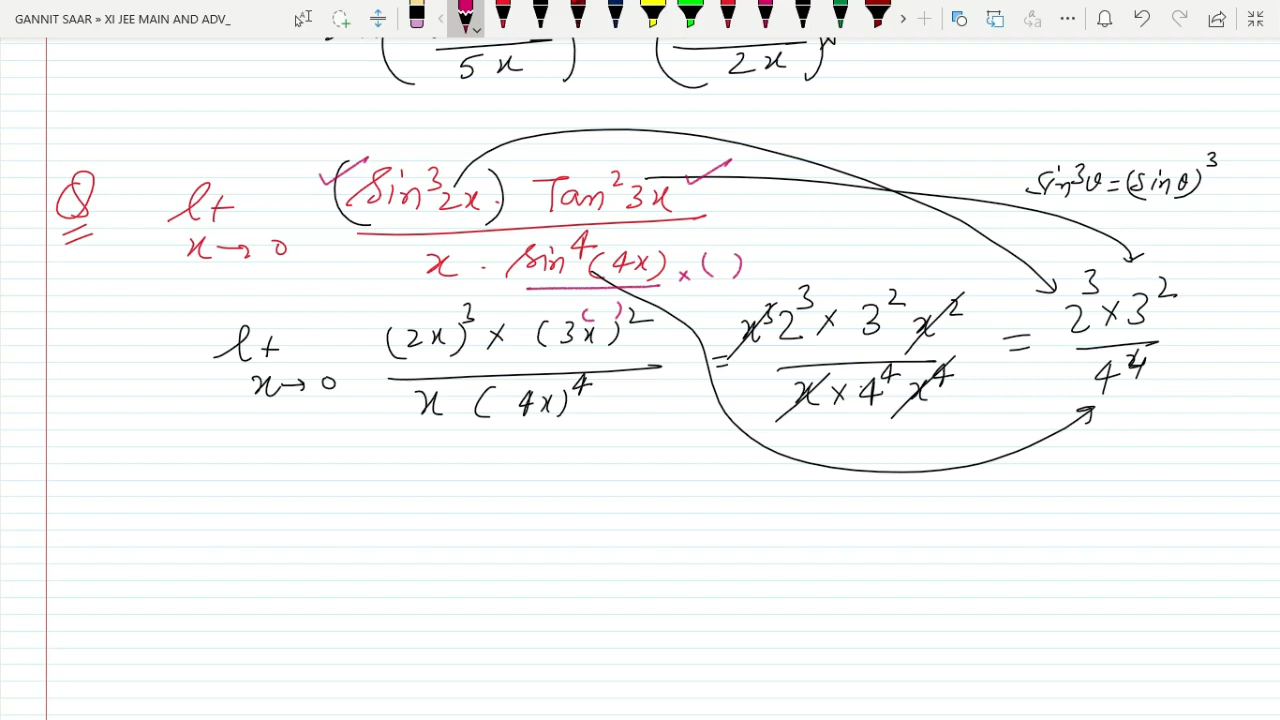 GANNIT SAAR » XI JEE MAIN AND ADV_
5x 2x
Q lt x→0 (Sin³2x). Tan²3x / x . Sin⁴(4x) × ( )
Sin³θ = (Sinθ)³
lt x→0 (2x)³ × (3x)² / x (4x)⁴ = x³2³ × 3² x² / x × 4⁴ x⁴ = 2³ × 3² / 4⁴